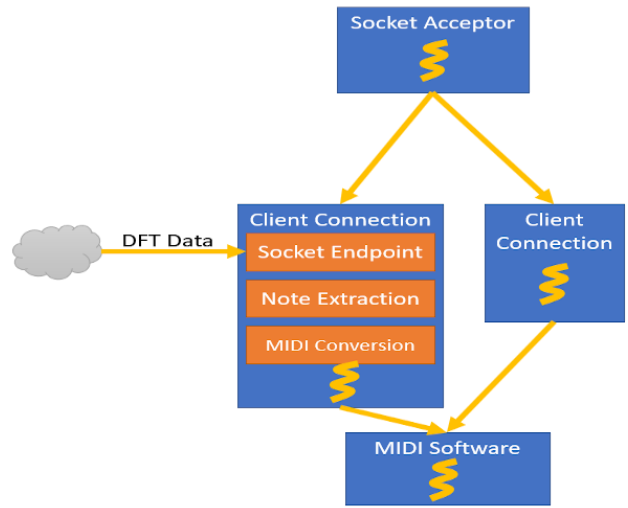 Socket Acceptor
Client Connection
Socket Endpoint
Note Extraction
MIDI Conversion
DFT Data
Client
Connection
MIDI Software